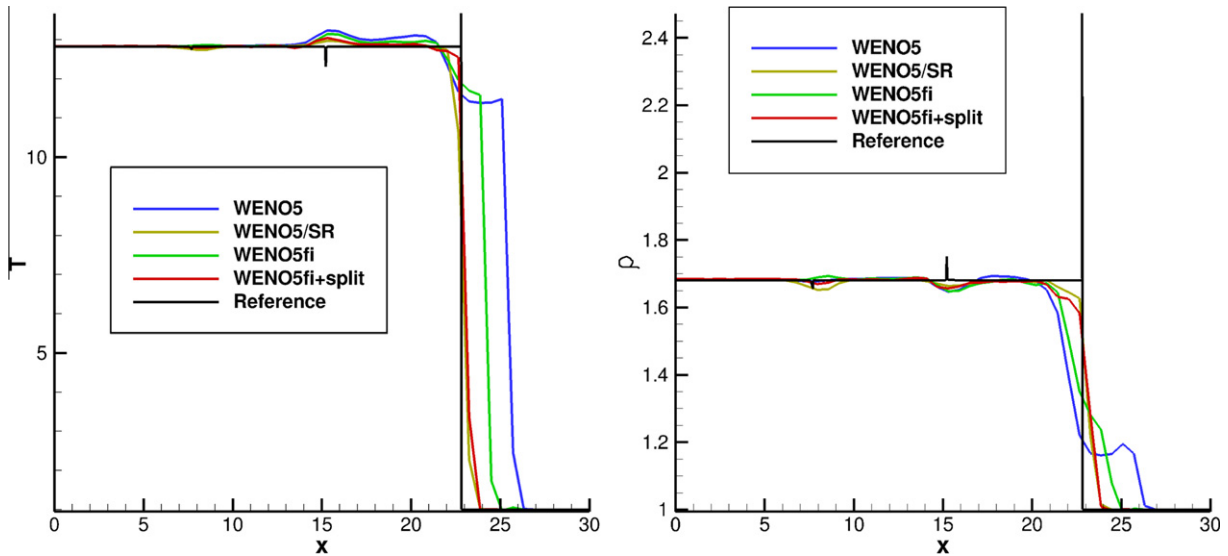 T
10
5
WENO5
WENO5/SR
WENO5fi
WENO5fi+split
Reference
0 5 10 15 20 25 30
x
ρ
2.4
2.2
2
1.8
1.6
1.4
1.2
1
WENO5
WENO5/SR
WENO5fi
WENO5fi+split
Reference
0 5 10 15 20 25 30
x